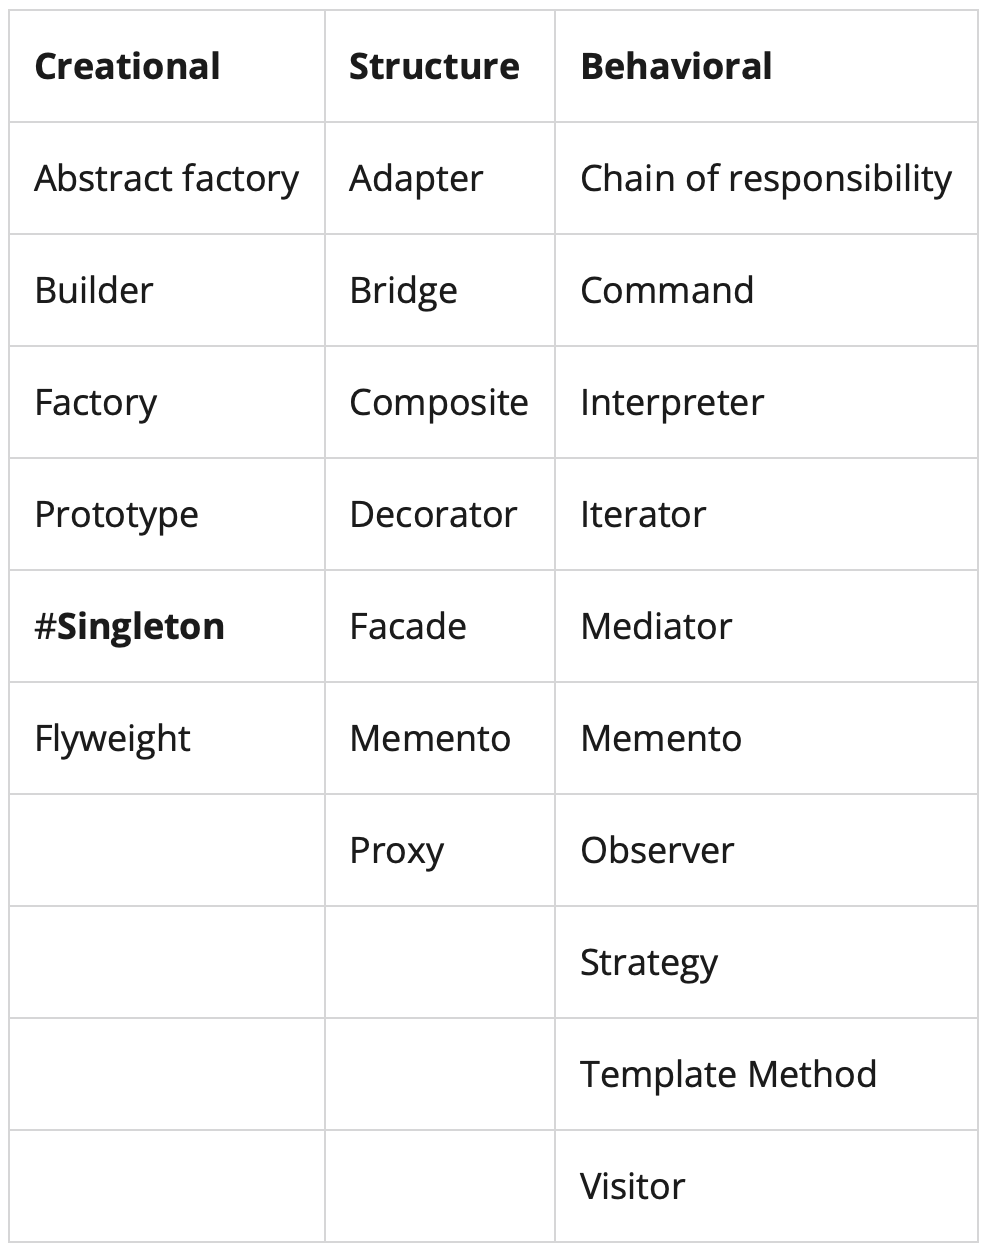 Creational Structure Behavioral
Abstract factory Adapter Chain of responsibility
Builder Bridge Command
Factory Composite Interpreter
Prototype Decorator Iterator
#Singleton Facade Mediator
Flyweight Memento Memento
Proxy Observer
Strategy
Template Method
Visitor